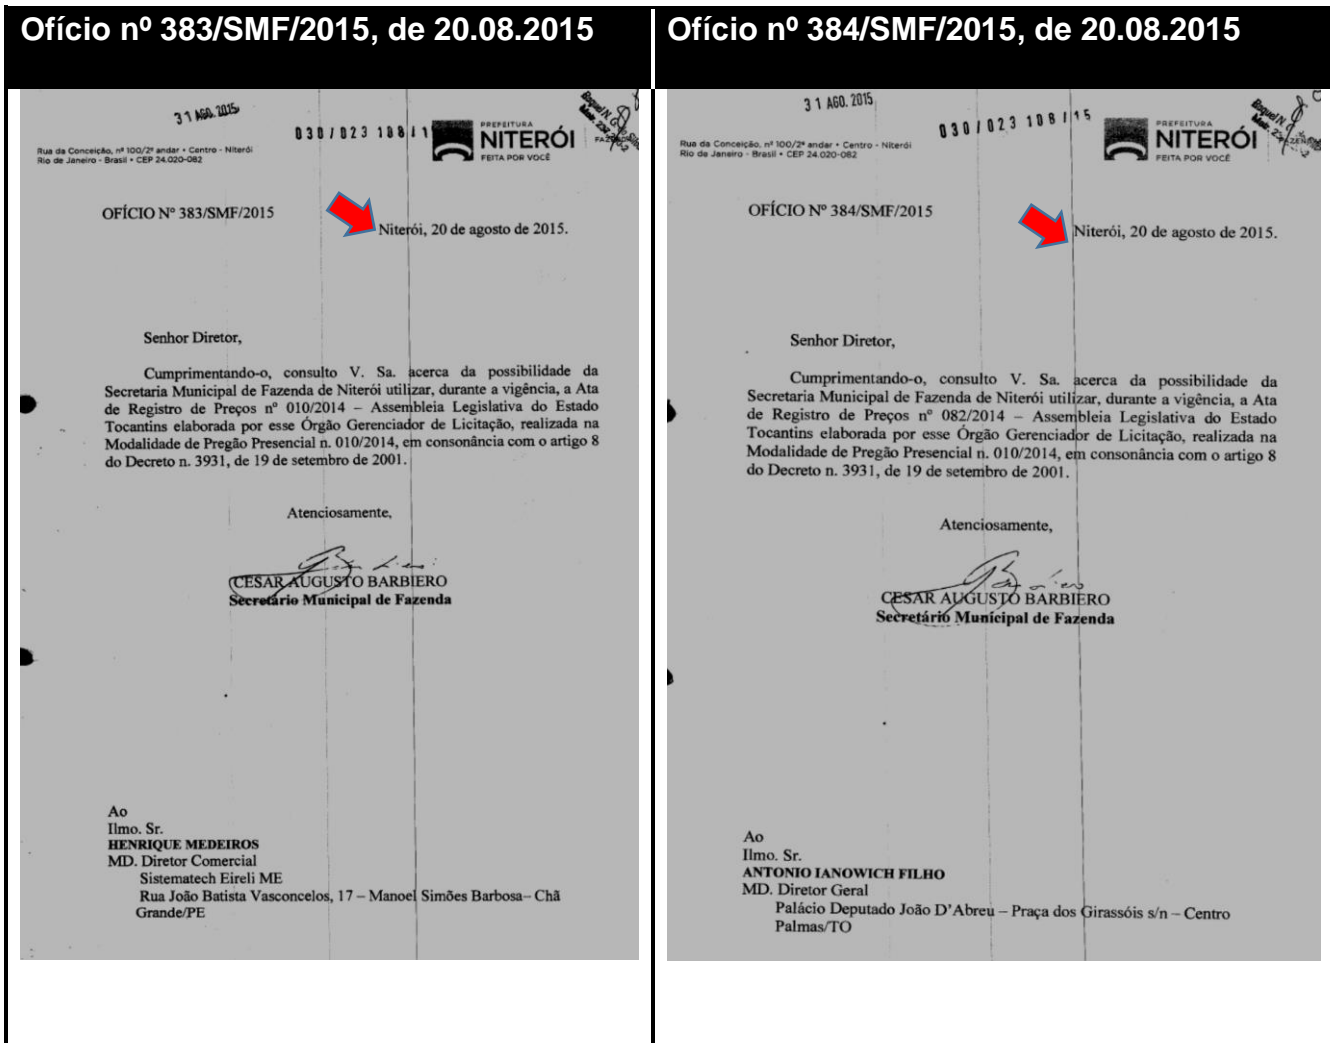 Ofício nº 383/SMF/2015, de 20.08.2015
31 AGO. 2015
Rua da Conceição, nº 100/2º andar • Centro - Niterói
Rio de Janeiro - Brasil • CEP 24.020-082
PREFEITURA
NITERÓI
FEITA POR VOCÊ
OFÍCIO Nº 383/SMF/2015
Niterói, 20 de agosto de 2015.
Senhor Diretor,
Cumprimentando-o, consulto V. Sa. acerca da possibilidade da
Secretaria Municipal de Fazenda de Niterói utilizar, durante a vigência, a Ata
de Registro de Preços nº 010/2014 – Assembleia Legislativa do Estado
Tocantins elaborada por esse Órgão Gerenciador de Licitação, realizada na
Modalidade de Pregão Presencial n. 010/2014, em consonância com o artigo 8
do Decreto n. 3931, de 19 de setembro de 2001.
Atenciosamente,
CESAR AUGUSTO BARBIERO
Secretário Municipal de Fazenda
Ao
Ilmo. Sr.
HENRIQUE MEDEIROS
MD. Diretor Comercial
Sistematech Eireli ME
Rua João Batista Vasconcelos, 17 – Manoel Simões Barbosa– Chã
Grande/PE
Ofício nº 384/SMF/2015, de 20.08.2015
31 AGO. 2015
030/023 108/15
Rua da Conceição, nº 100/2º andar • Centro - Niterói
Rio de Janeiro - Brasil • CEP 24.020-082
PREFEITURA
NITERÓI
FEITA POR VOCÊ
OFÍCIO Nº 384/SMF/2015
Niterói, 20 de agosto de 2015.
Senhor Diretor,
Cumprimentando-o, consulto V. Sa. acerca da possibilidade da
Secretaria Municipal de Fazenda de Niterói utilizar, durante a vigência, a Ata
de Registro de Preços nº 082/2014 – Assembleia Legislativa do Estado
Tocantins elaborada por esse Órgão Gerenciador de Licitação, realizada na
Modalidade de Pregão Presencial n. 010/2014, em consonância com o artigo 8
do Decreto n. 3931, de 19 de setembro de 2001.
Atenciosamente,
CESAR AUGUSTO BARBIERO
Secretário Municipal de Fazenda
Ao
Ilmo. Sr.
ANTONIO IANOWICH FILHO
MD. Diretor Geral
Palácio Deputado João D'Abreu – Praça dos Girassóis s/n – Centro
Palmas/TO